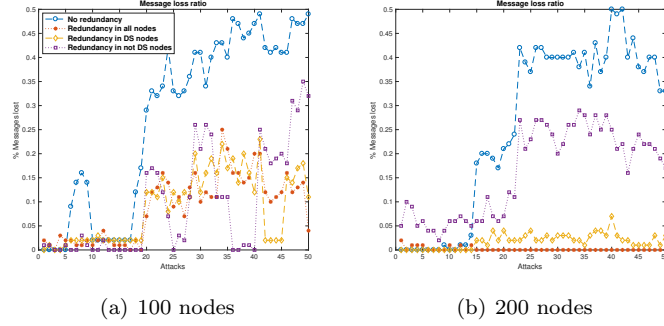 Message loss ratio
No redundancy
Redundancy in all nodes
Redundancy in DS nodes
Redundancy in not DS nodes
% Messages lost
0.5
0.45
0.4
0.35
0.3
0.25
0.2
0.15
0.1
0.05
0
0 5 10 15 20 25 30 35 40 45 50
Attacks
(a) 100 nodes
Message loss ratio
% Messages lost
0.5
0.45
0.4
0.35
0.3
0.25
0.2
0.15
0.1
0.05
0
0 5 10 15 20 25 30 35 40 45 50
Attacks
(b) 200 nodes